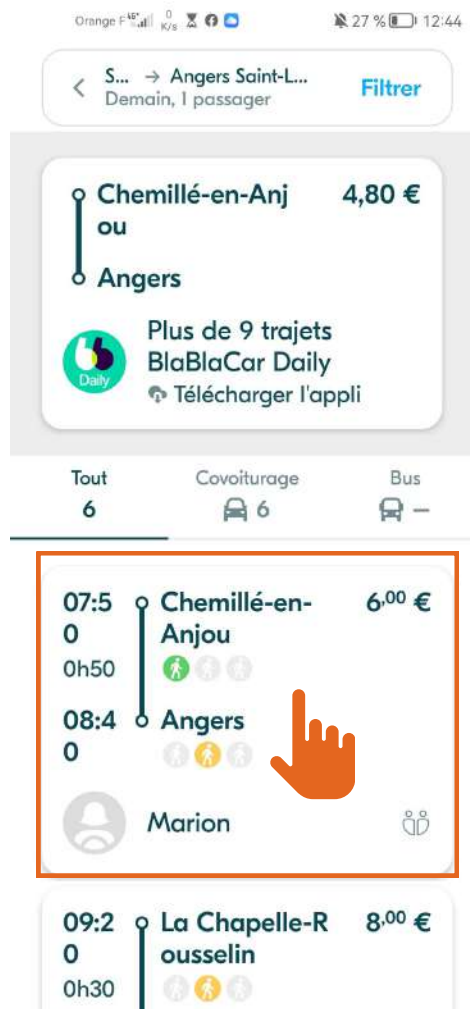 Orange F 4G+ 0 K/s 27 % 12:44
S... → Angers Saint-L...
Demain, 1 passager
Filtrer
Chemillé-en-Anj
ou
4,80 €
Angers
Plus de 9 trajets
BlaBlaCar Daily
Télécharger l'appli
Daily
Tout
6
Covoiturage
6
Bus
–
07:5
0
0h50
08:4
0
Chemillé-en-
Anjou
6,00 €
Angers
Marion
09:2
0
0h30
La Chapelle-R
ousselin
8,00 €